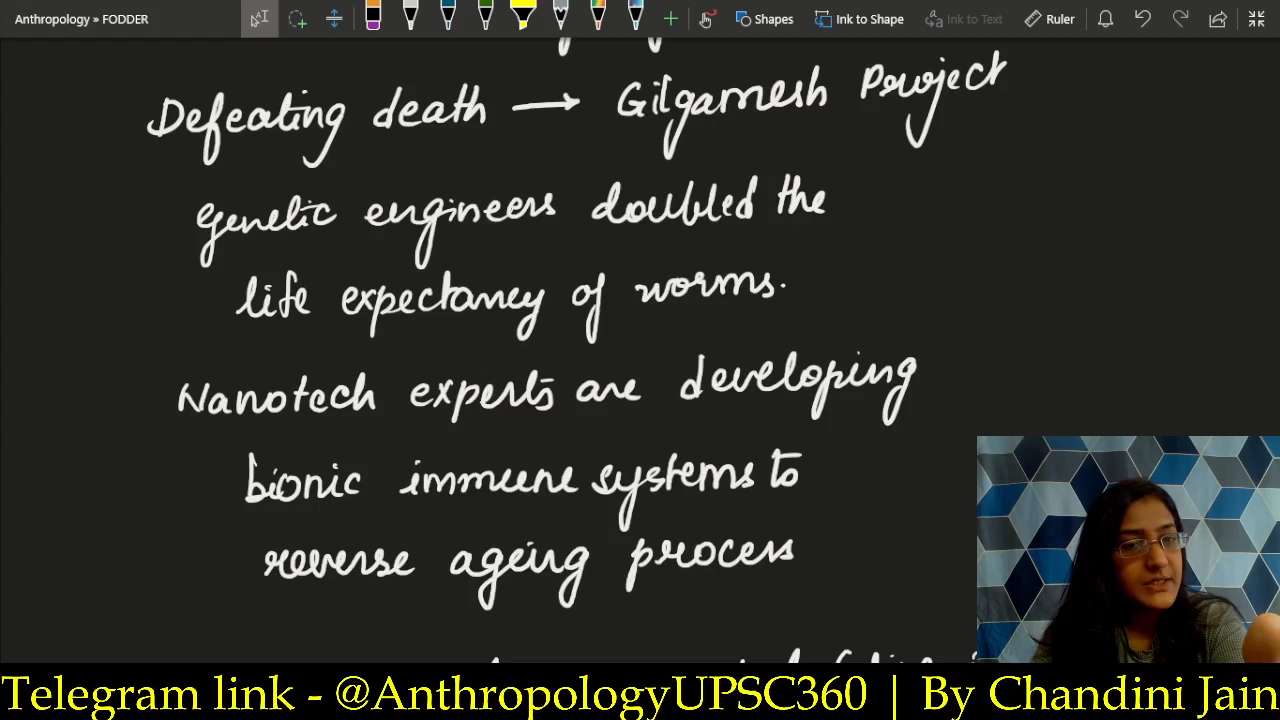 Anthropology » FODDER
Shapes
Ink to Shape
Ink to Text
Ruler
Defeating death → Gilgamesh Project
Genetic engineers doubled the
life expectancy of worms.
Nanotech experts are developing
bionic immune systems to
reverse ageing process
Telegram link - @AnthropologyUPSC360 | By Chandini Jain